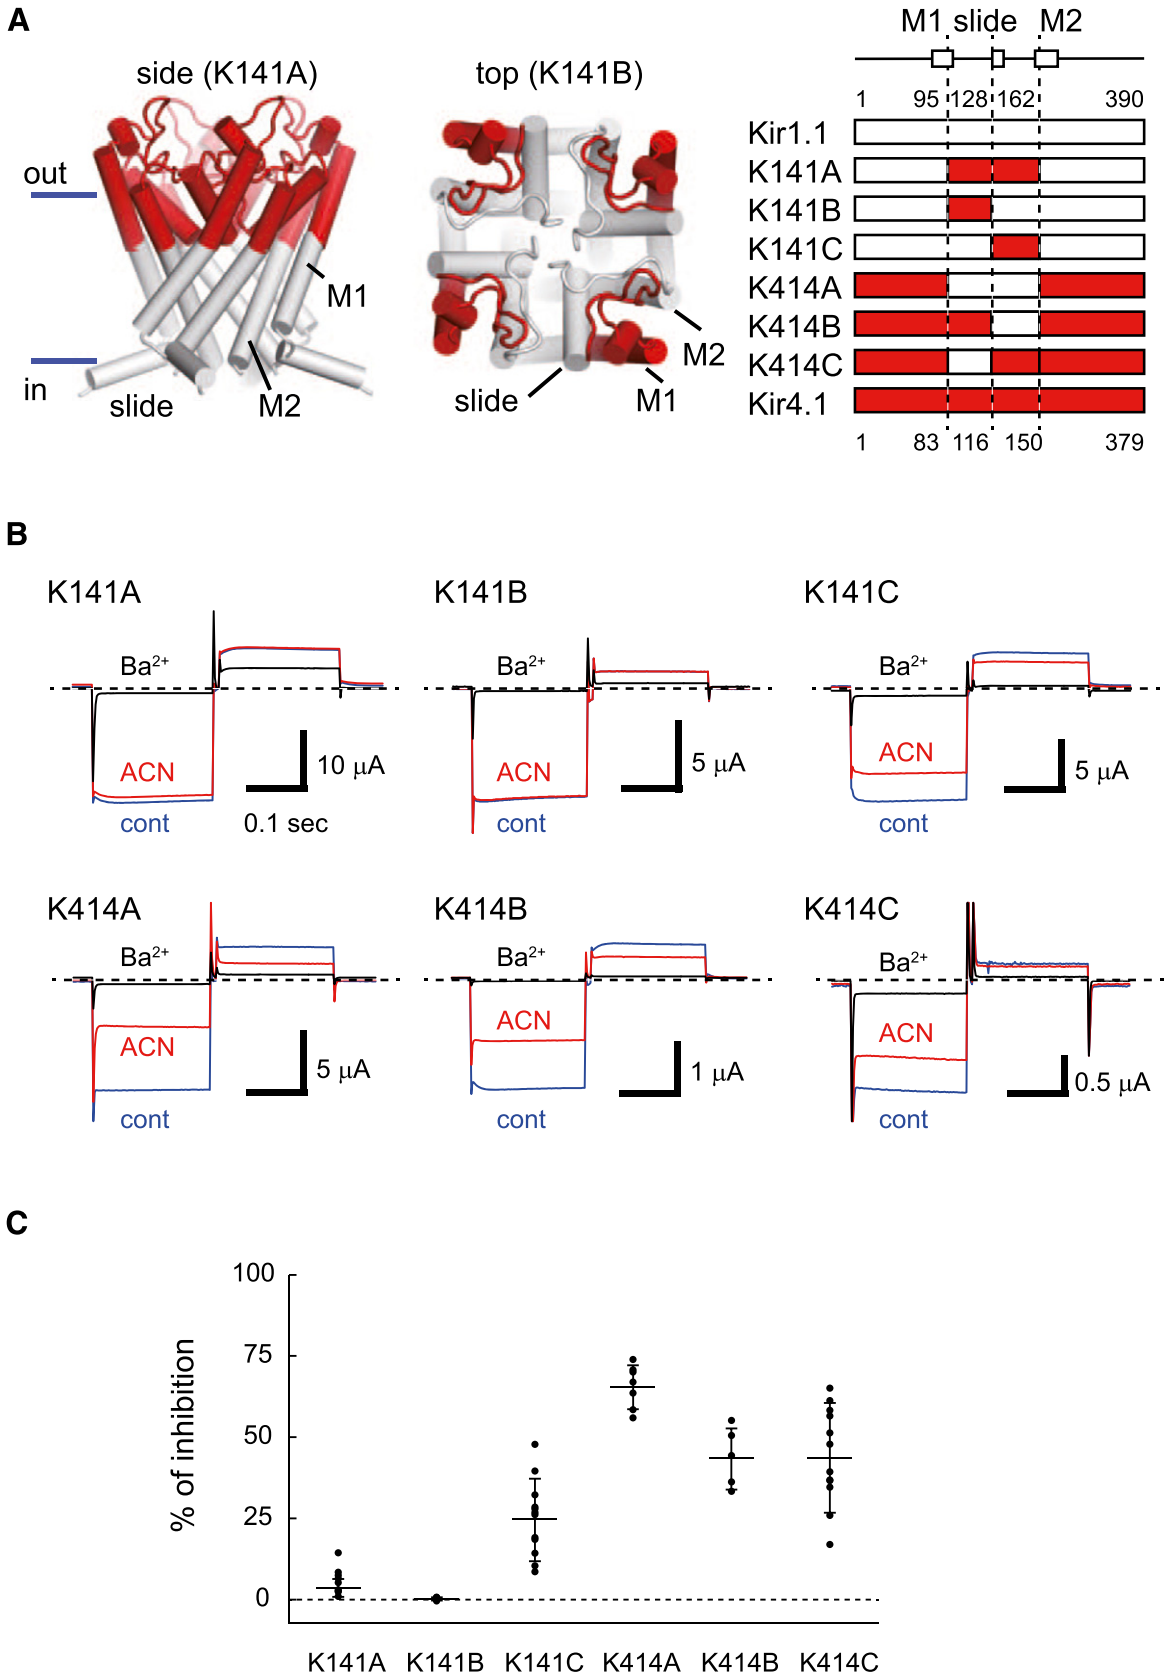 A
side (K141A)
out
in
slide
M2
M1
top (K141B)
slide
M1
M2
M1 slide M2
1 95 128 162 390
Kir1.1
K141A
K141B
K141C
K414A
K414B
K414C
Kir4.1
1 83 116 150 379
B
K141A
Ba2+
ACN
cont
10 μA
0.1 sec
K141B
Ba2+
ACN
cont
5 μA
K141C
Ba2+
ACN
cont
5 μA
K414A
Ba2+
ACN
cont
5 μA
K414B
Ba2+
ACN
cont
1 μA
K414C
Ba2+
ACN
cont
0.5 μA
C
% of inhibition
100
75
50
25
0
K141A K141B K141C K414A K414B K414C